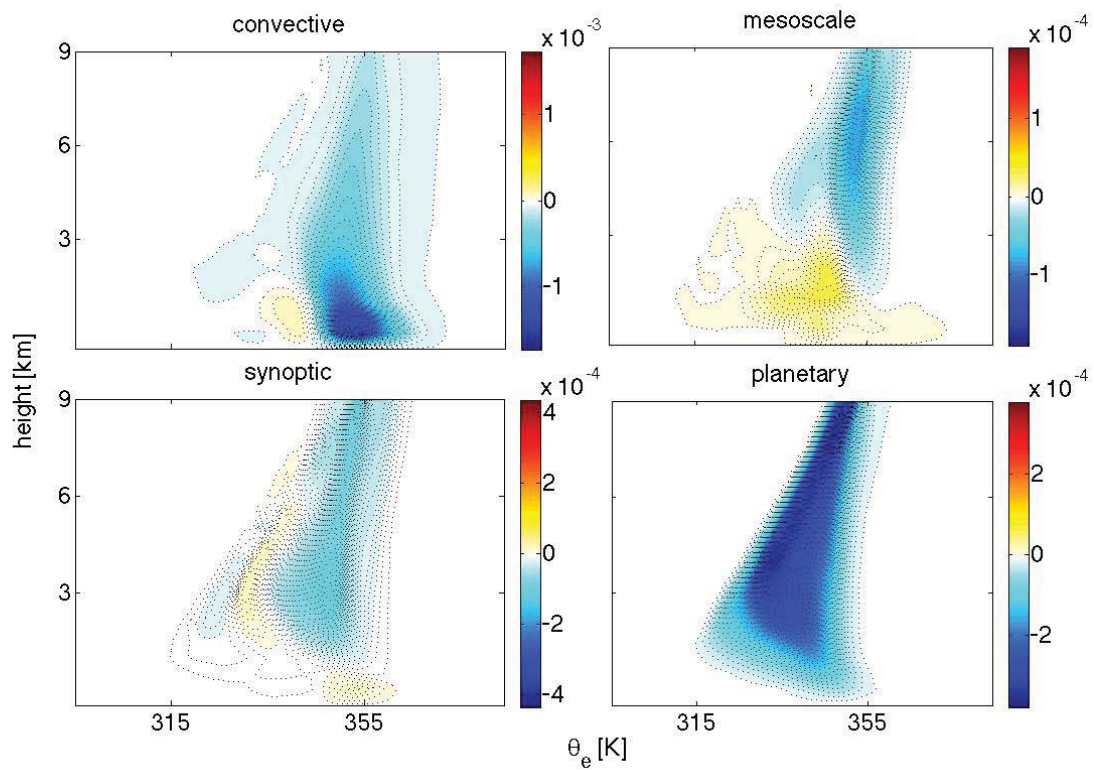 convective
mesoscale
x 10^-3
x 10^-4
9
6
3
1
0
-1
1
0
-1
synoptic
planetary
x 10^-4
x 10^-4
height [km]
9
6
3
4
2
0
-2
-4
2
0
-2
315
355
315
355
θ_e [K]